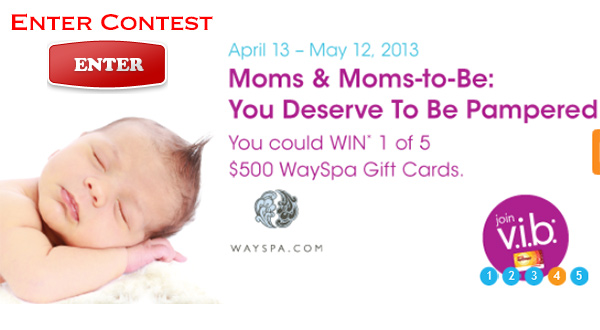 ENTER CONTEST
ENTER
April 13 – May 12, 2013
Moms & Moms-to-Be:
You Deserve To Be Pampered
You could WIN* 1 of 5
$500 WaySpa Gift Cards.
WAYSPA.COM
join
v.i.b.
1 2 3 4 5